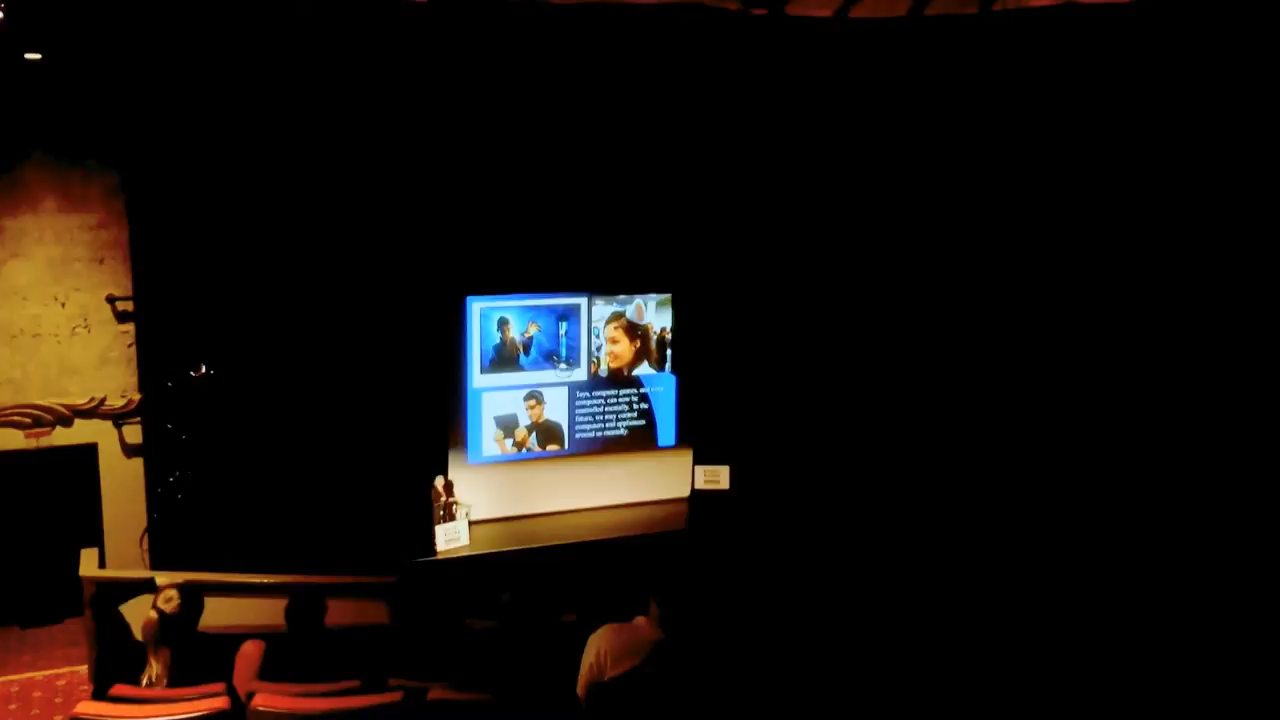 Toys, computer games, and
computers, can now be
controlled mentally. In the
future, we may control
computers and appliances
around us mentally.